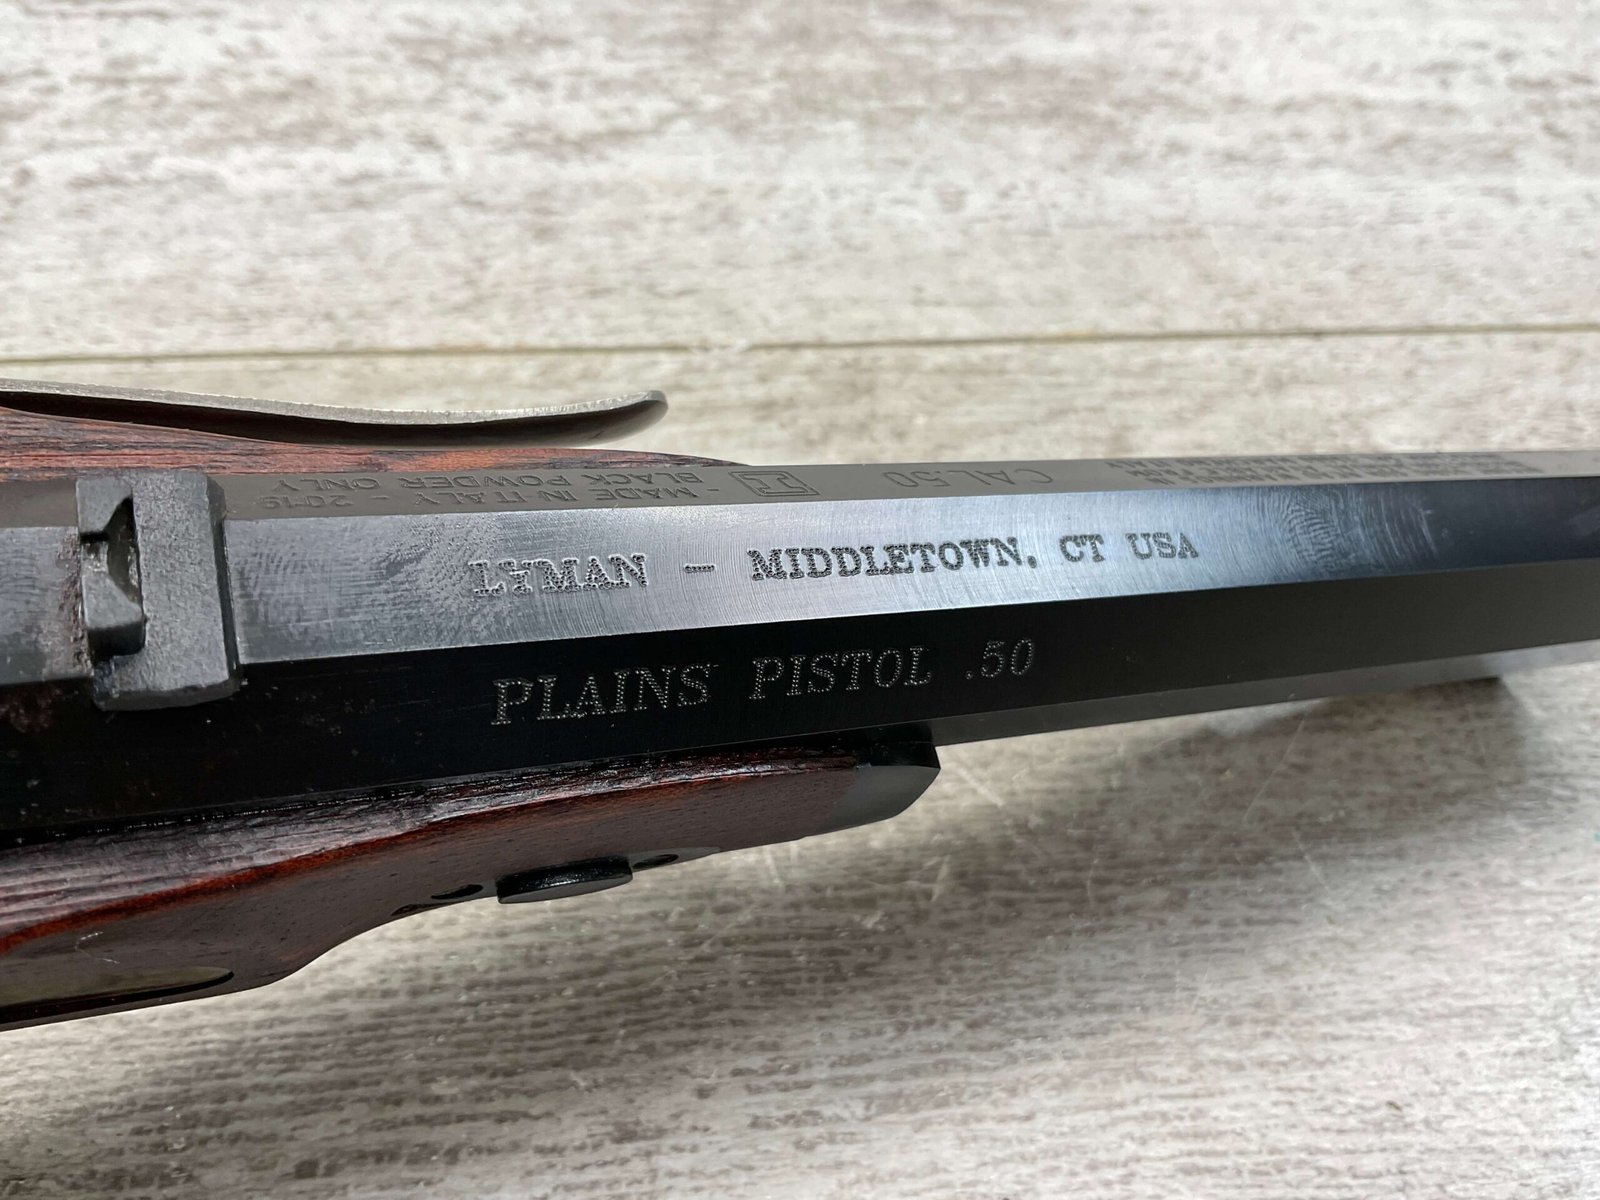 LYMAN - MIDDLETOWN, CT USA
PLAINS PISTOL .50
CAL.50
- MADE IN ITALY - 2019
BLACK POWDER ONLY